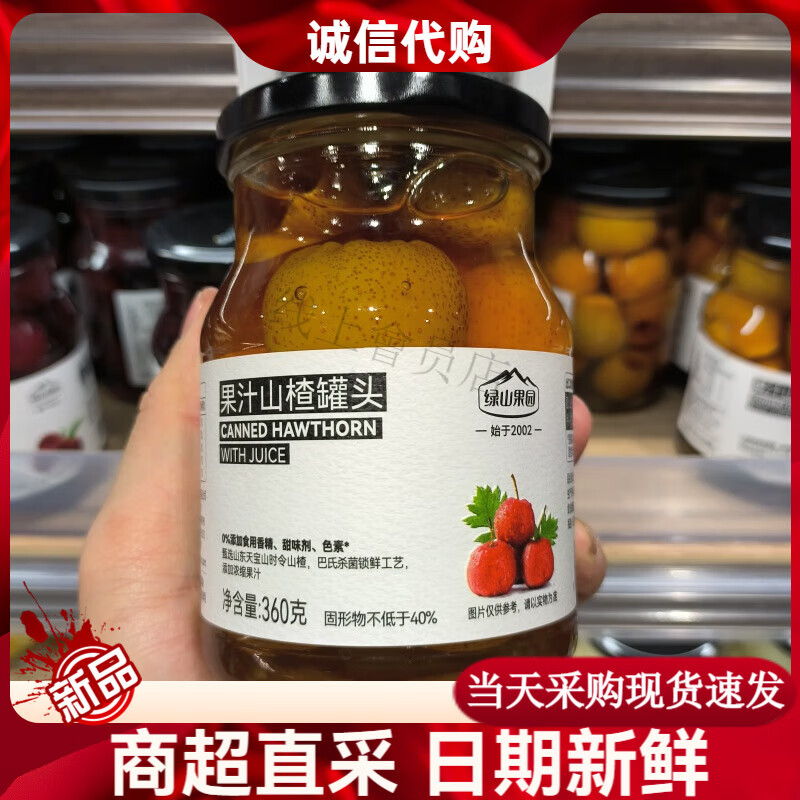 诚信代购
线上會员店
果汁山楂罐头
CANNED HAWTHORN
WITH JUICE
绿山果园
始于2002
0%添加食用香精、甜味剂、色素*
甄选山东天宝山时令山楂，巴氏杀菌锁鲜工艺，
添加浓缩果汁
净含量:360克
固形物不低于40%
图片仅供参考，请以实物为准
新品
当天采购现货速发
商超直采 日期新鲜